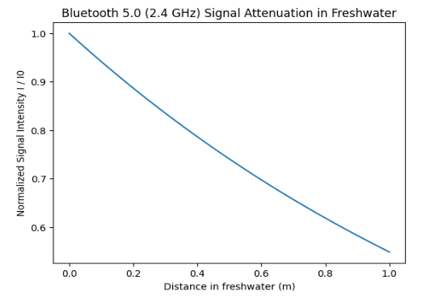 Bluetooth 5.0 (2.4 GHz) Signal Attenuation in Freshwater
Normalized Signal Intensity I / I0
1.0
0.9
0.8
0.7
0.6
0.0 0.2 0.4 0.6 0.8 1.0
Distance in freshwater (m)